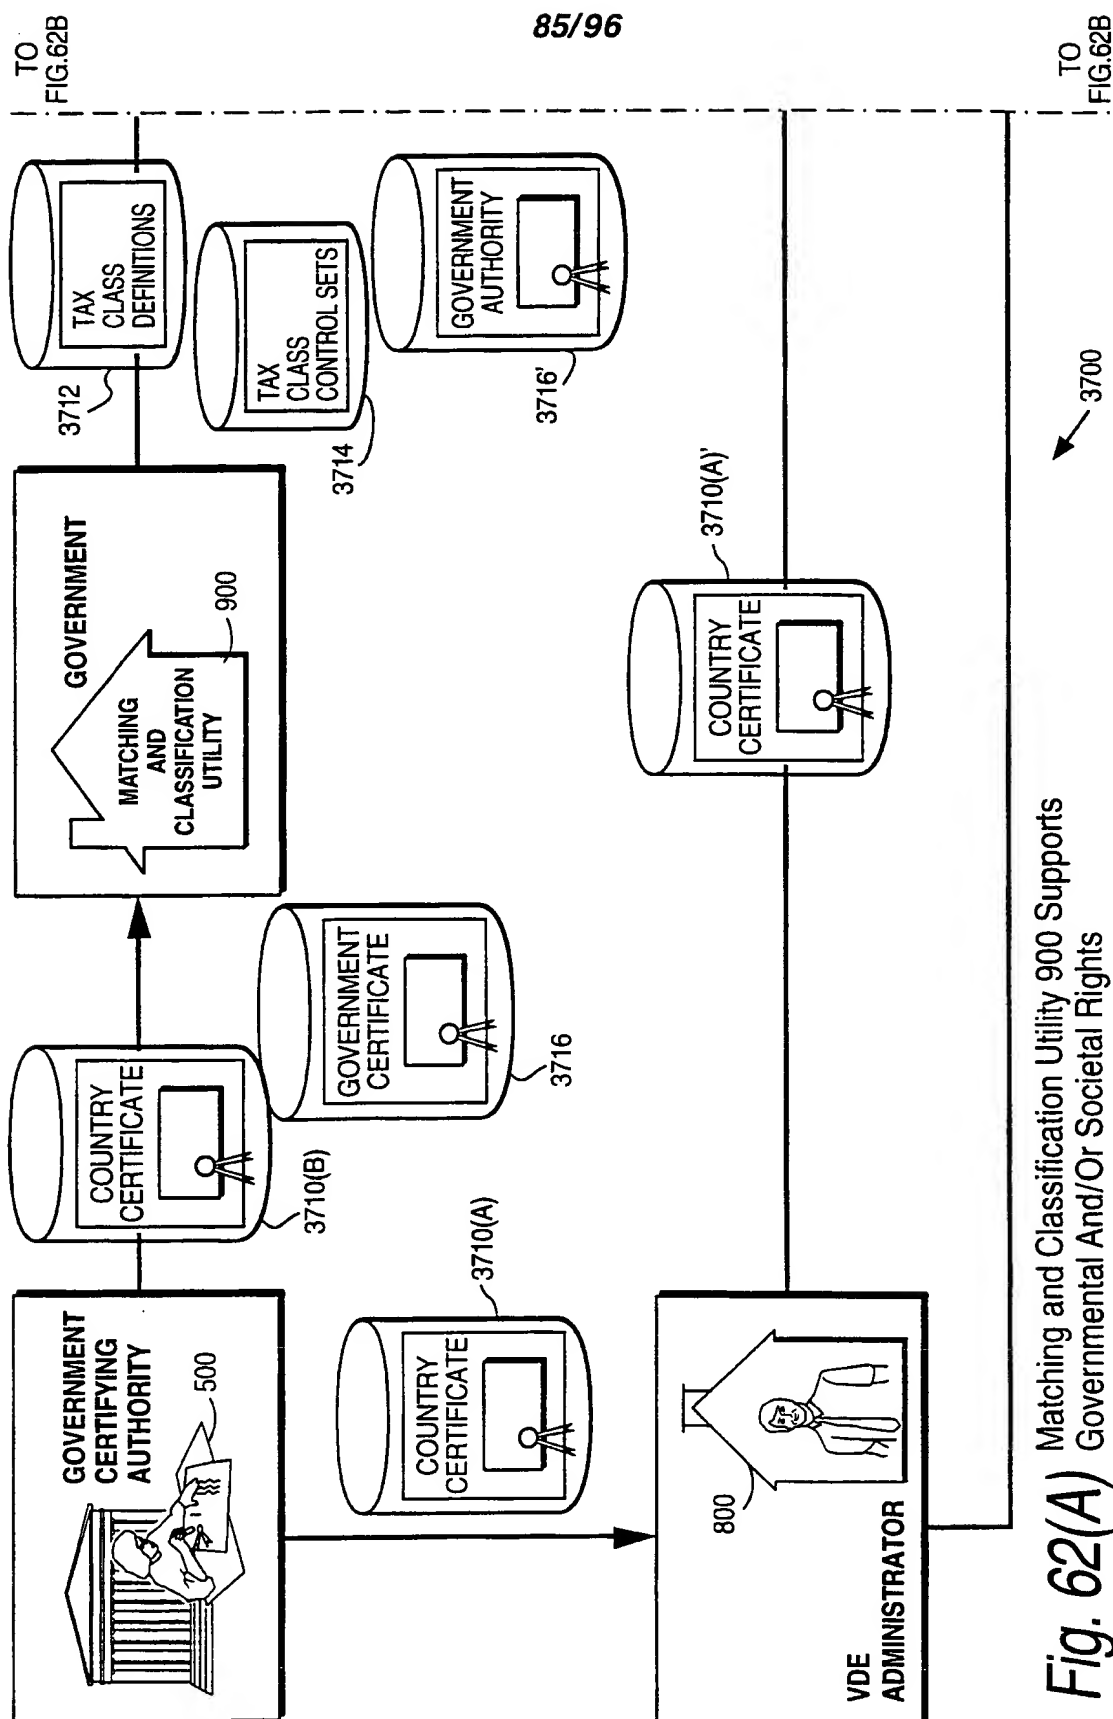 85/96
GOVERNMENT
CERTIFYING
AUTHORITY
500
COUNTRY
CERTIFICATE
3710(B)
GOVERNMENT
CERTIFICATE
3716
GOVERNMENT
MATCHING
AND
CLASSIFICATION
UTILITY
900
TAX
CLASS
DEFINITIONS
3712
TAX
CLASS
CONTROL SETS
3714
GOVERNMENT
AUTHORITY
3716'
TO
FIG.62B
COUNTRY
CERTIFICATE
3710(A)
VDE
ADMINISTRATOR
800
COUNTRY
CERTIFICATE
3710(A)'
3700
TO
FIG.62B
Fig. 62(A) Matching and Classification Utility 900 Supports
Governmental And/Or Societal Rights